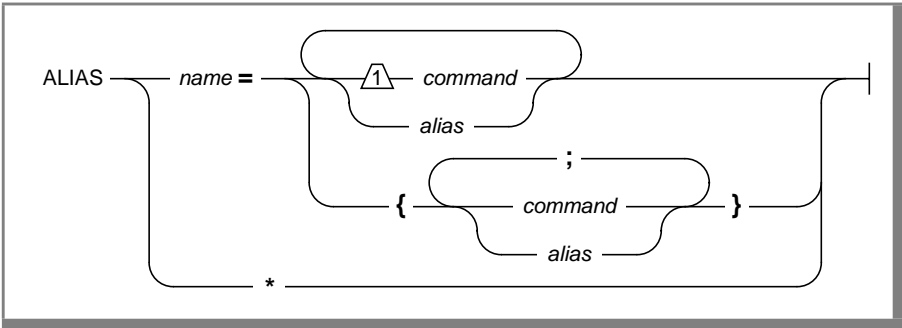 ALIAS name = 1 command
alias
;
{ command }
alias
*